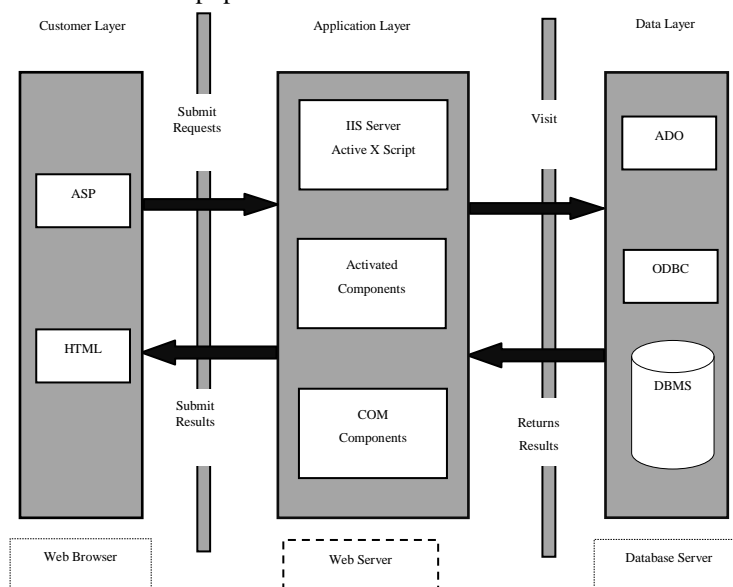 Customer Layer
Application Layer
Data Layer
Submit
Requests
Visit
IIS Server
Active X Script
ADO
ASP
Activated
Components
ODBC
HTML
DBMS
Submit
Results
COM
Components
Returns
Results
Web Browser
Web Server
Database Server